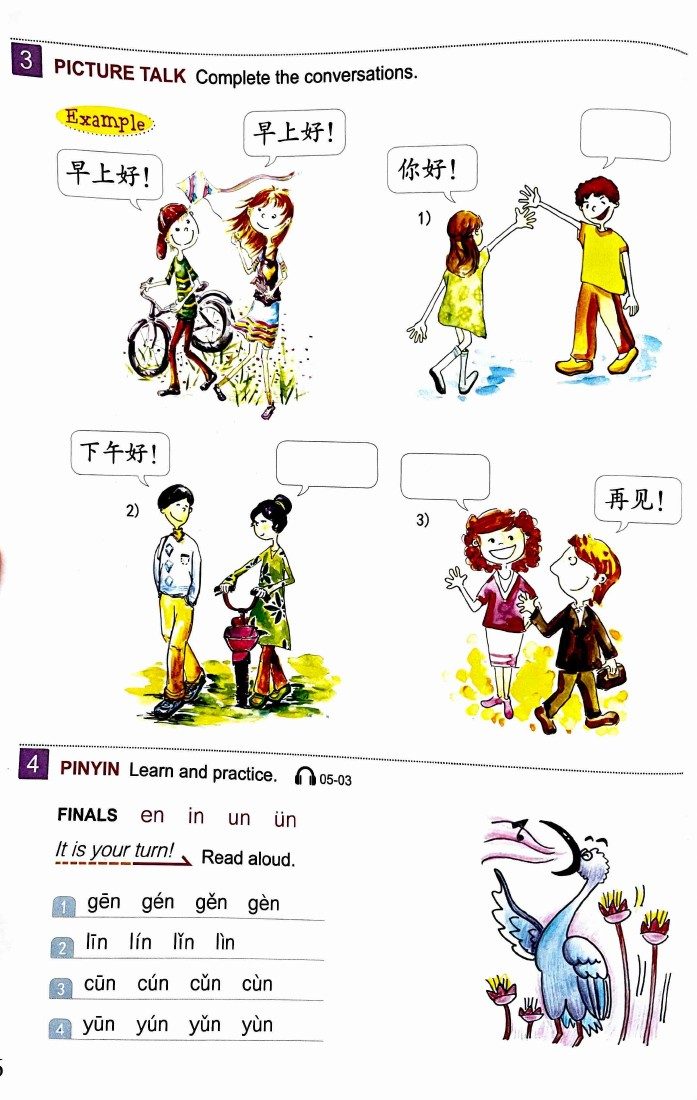 3 PICTURE TALK Complete the conversations.
Example
早上好!
早上好!
1)
你好!
2)
下午好!
3)
再见!
4 PINYIN Learn and practice. 05-03
FINALS en in un ün
It is your turn! Read aloud.
1 gēn gén gěn gèn
2 līn lín lǐn lìn
3 cūn cún cǔn cùn
4 yūn yún yǔn yùn